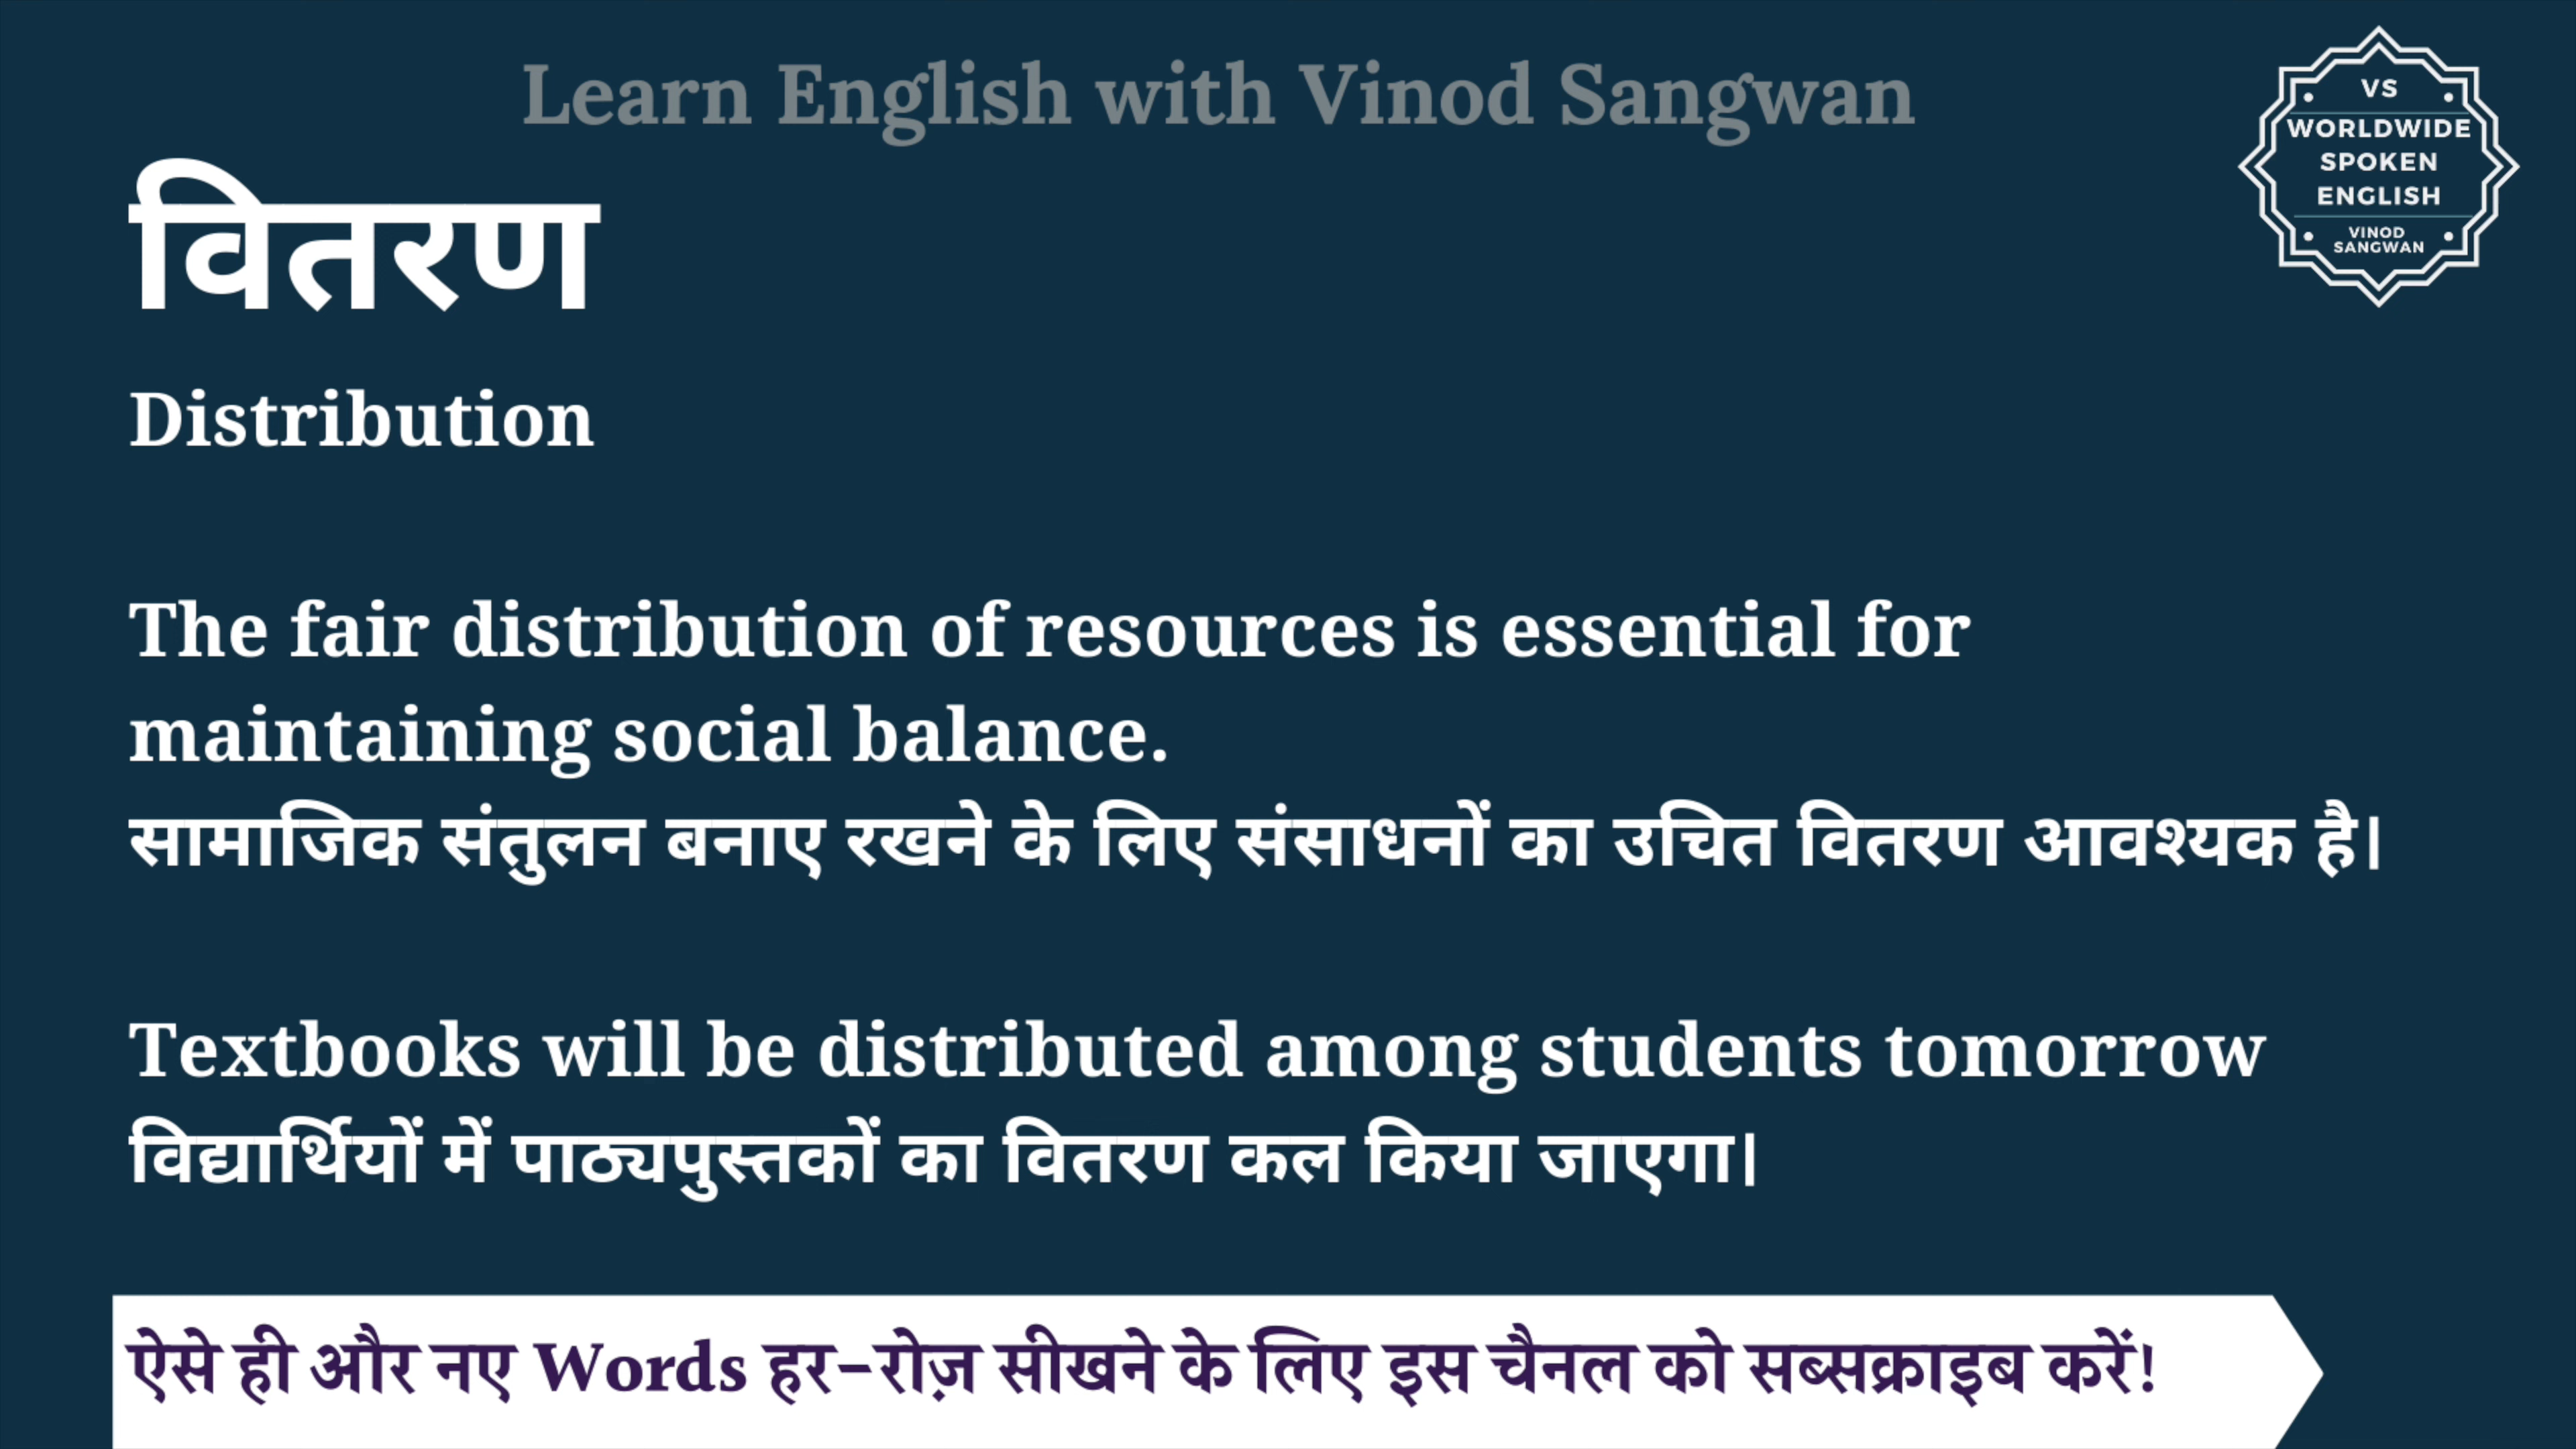 Learn English with Vinod Sangwan
VS
WORLDWIDE
SPOKEN
ENGLISH
VINOD
SANGWAN
वितरण
Distribution
The fair distribution of resources is essential for
maintaining social balance.
सामाजिक संतुलन बनाए रखने के लिए संसाधनों का उचित वितरण आवश्यक है।
Textbooks will be distributed among students tomorrow
विद्यार्थियों में पाठ्यपुस्तकों का वितरण कल किया जाएगा।
ऐसे ही और नए Words हर-रोज़ सीखने के लिए इस चैनल को सब्सक्राइब करें!